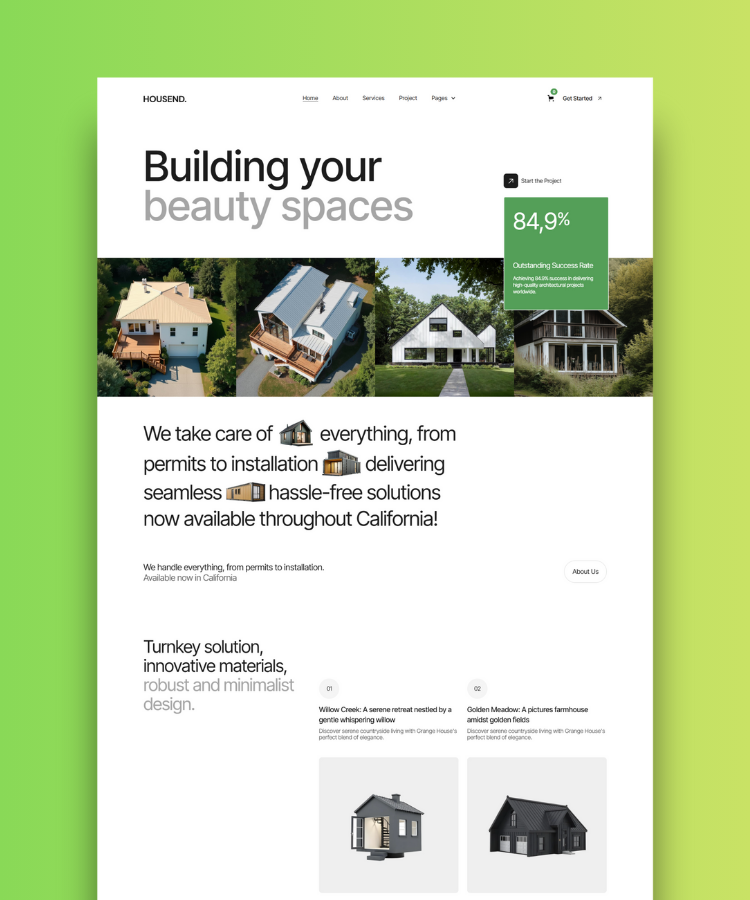 HOUSEND.
Home
About
Services
Project
Pages
Get Started
Building your
beauty spaces
Start the Project
84,9%
Outstanding Success Rate
Achieving 84.9% success in delivering
high-quality architectural projects
worldwide.
We take care of everything, from
permits to installation delivering
seamless hassle-free solutions
now available throughout California!
We handle everything, from permits to installation.
Available now in California
About Us
Turnkey solution,
innovative materials,
robust and minimalist
design.
01
Willow Creek: A serene retreat nestled by a
gentle whispering willow
Discover serene countryside living with Grange House's
perfect blend of elegance.
02
Golden Meadow: A pictures farmhouse
amidst golden fields
Discover serene countryside living with Grange House's
perfect blend of elegance.